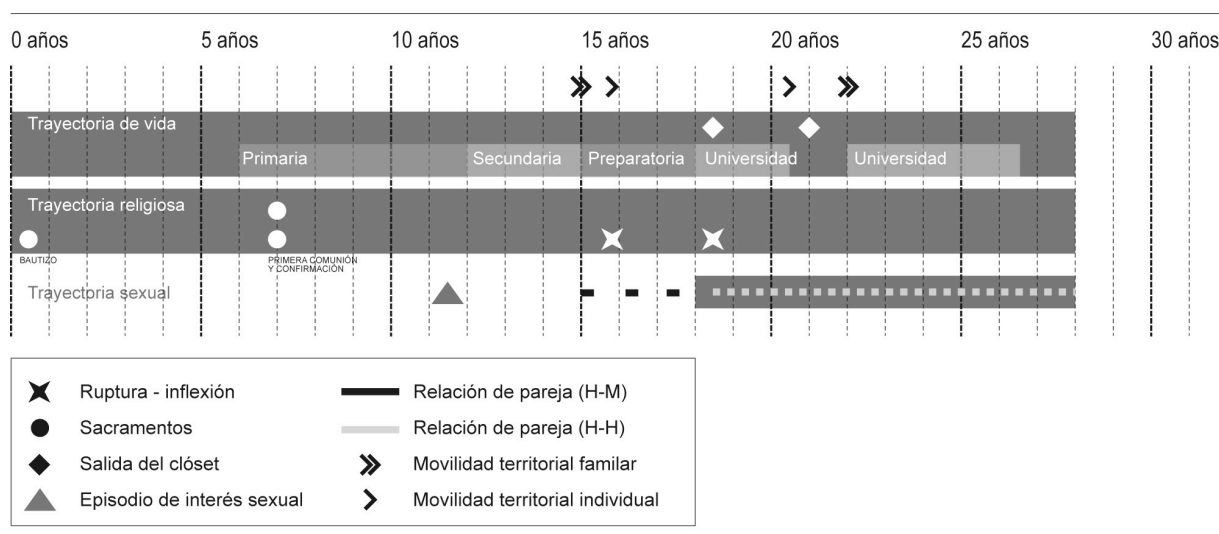 0 años 5 años 10 años 15 años 20 años 25 años 30 años
Trayectoria de vida
Primaria Secundaria Preparatoria Universidad Universidad
Trayectoria religiosa
BAUTIZO
PRIMERA COMUNIÓN
Y CONFIRMACIÓN
Trayectoria sexual
Ruptura - inflexión
Sacramentos
Salida del clóset
Episodio de interés sexual
Relación de pareja (H-M)
Relación de pareja (H-H)
Movilidad territorial familar
Movilidad territorial individual